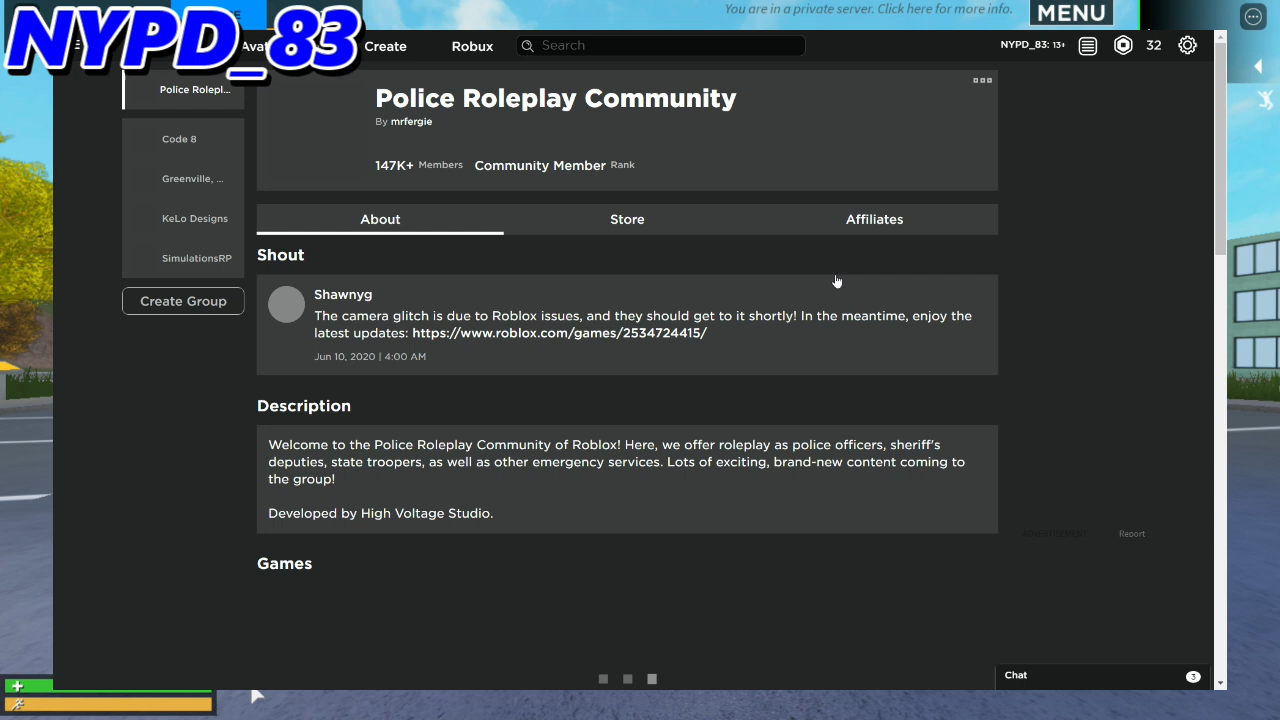 You are in a private server. Click here for more info.
MENU
NYPD_83
Create
Robux
Search
NYPD_83: 13+
32
Police Rolepl...
Code 8
Greenville, ...
KeLo Designs
SimulationsRP
Create Group
Police Roleplay Community
By mrfergie
147K+ Members Community Member Rank
About
Store
Affiliates
Shout
Shawnyg
The camera glitch is due to Roblox issues, and they should get to it shortly! In the meantime, enjoy the
latest updates: https://www.roblox.com/games/2534724415/
Jun 10, 2020 | 4:00 AM
Description
Welcome to the Police Roleplay Community of Roblox! Here, we offer roleplay as police officers, sheriff's
deputies, state troopers, as well as other emergency services. Lots of exciting, brand-new content coming to
the group!
Developed by High Voltage Studio.
ADVERTISEMENT
Report
Games
Chat
3